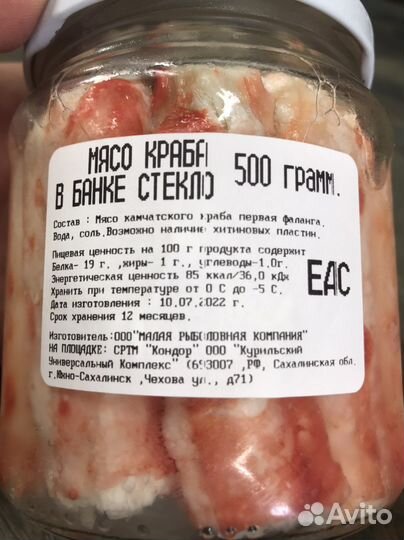 МЯСО КРАБА
В БАНКЕ СТЕКЛО 500 грамм.
Состав : Мясо камчатского краба первая фаланга.
Вода, соль.Возможно наличие хитиновых пластин.
Пищевая ценность на 100 г продукта содержит
Белка- 19 г. ,жиры- 1 г., углеводы-1.0г.
Энергетическая ценность 85 ккал/36,0 кДж
Хранить при температуре от 0 С до -5 С.
Дата изготовления : 10.07.2022 г.
Срок хранения 12 месяцев.
EAC
Изготовитель:ООО"МАЛАЯ РЫБОЛОВНАЯ КОМПАНИЯ"
НА ПЛОЩАДКЕ: СРТМ "Кондор" ООО "Курильский
Универсальный Комплекс" (693007 ,РФ, Сахалинская обл.
г.Южно-Сахалинск ,Чехова ул., д71)
Avito